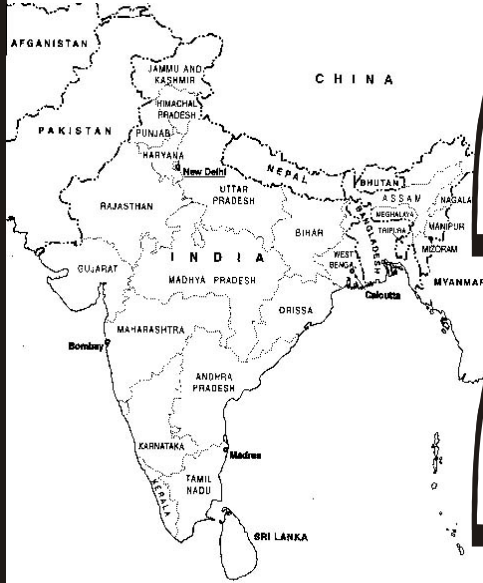 AFGANISTAN
CHINA
JAMMU AND
KASHMIR
HIMACHAL
PRADESH
PAKISTAN
PUNJAB
HARYANA
New Delhi
NEPAL
BHUTAN
UTTAR
PRADESH
ASSAM
NAGALA
RAJASTHAN
MEGHALAYA
BANGLADESH
MANIPUR
TRIPURA
BIHAR
MIZORAM
INDIA
WEST
BENG
GUJARAT
MADHYA PRADESH
MYANMAR
Calcutta
ORISSA
MAHARASHTRA
Bombay
ANDHRA
PRADESH
KARNATAKA
Madras
TAMIL
NADU
KERALA
SRI LANKA